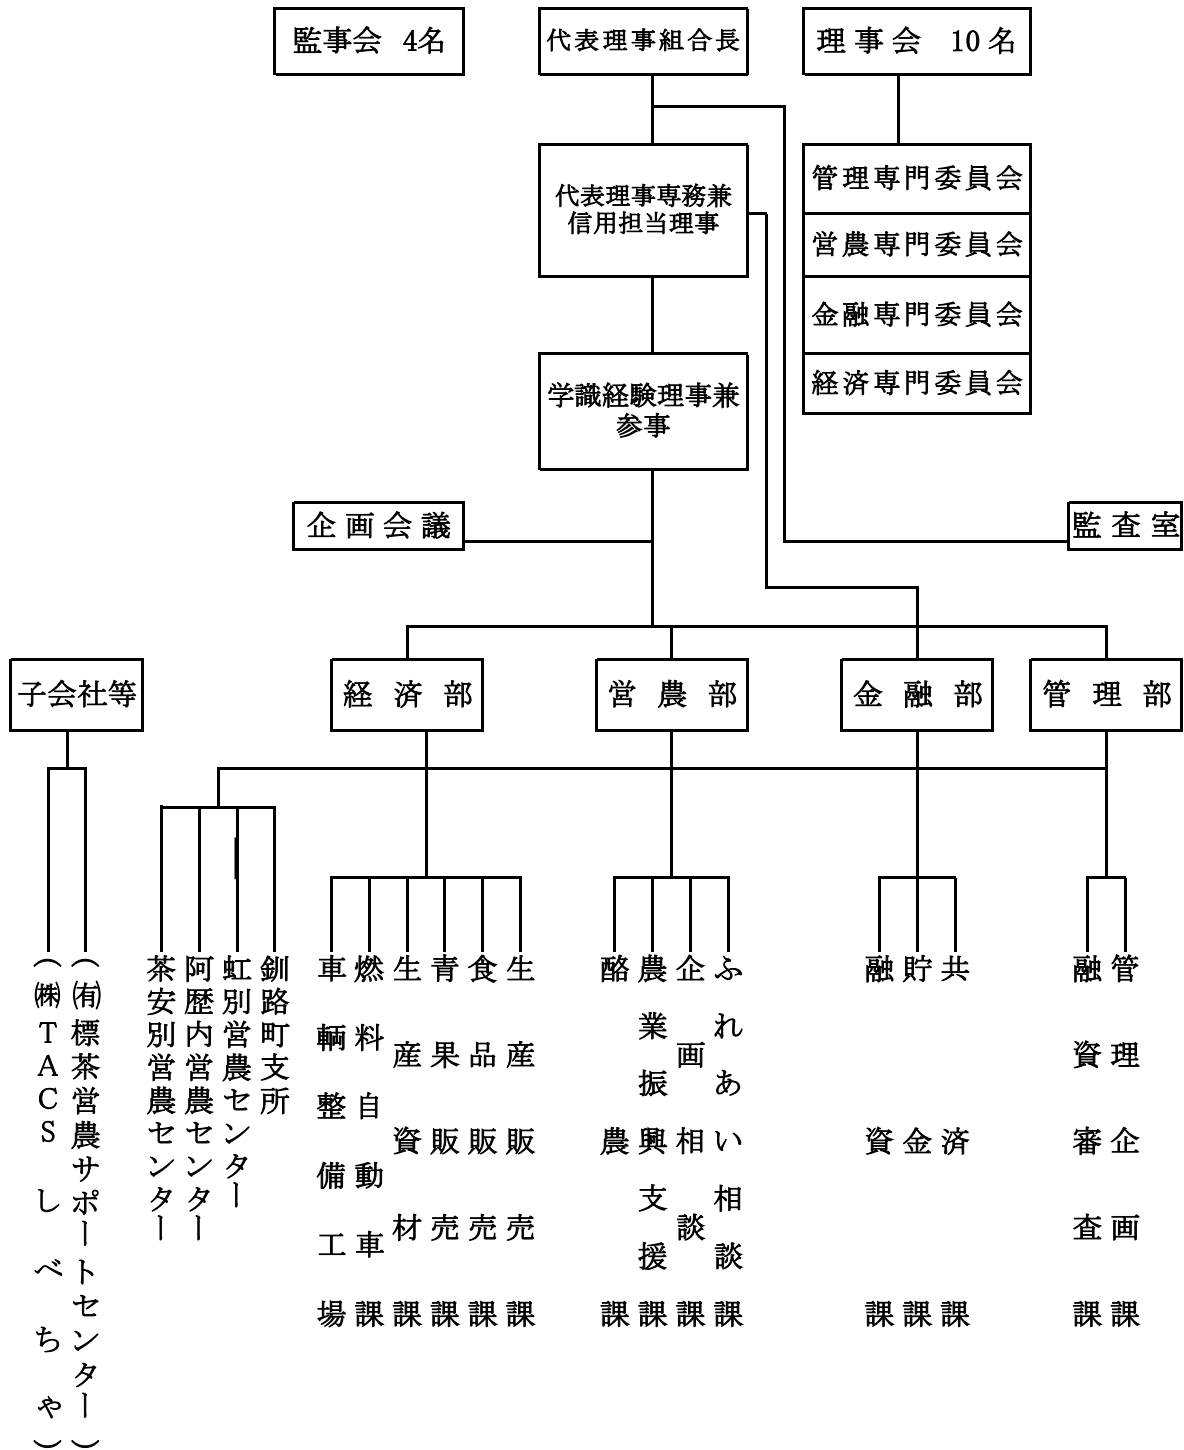 監事会 4名
代表理事組合長
理事会 10名
管理専門委員会
営農専門委員会
金融専門委員会
経済専門委員会
代表理事専務兼
信用担当理事
学識経験理事兼
参事
企画会議
監査室
子会社等
経済部
営農部
金融部
管理部
(㈱TACSしべちゃ)
(㈲標茶営農サポートセンター)
茶安別営農センター
阿歴内営農センター
虹別営農センター
釧路町支所
車輌整備工場
燃料自動車課
生産資材課
青果販売課
食品販売課
生産販売課
酪農課
農業振興支援課
企画相談課
ふれあい相談課
融資課
貯金課
共済課
融資審査課
管理企画課